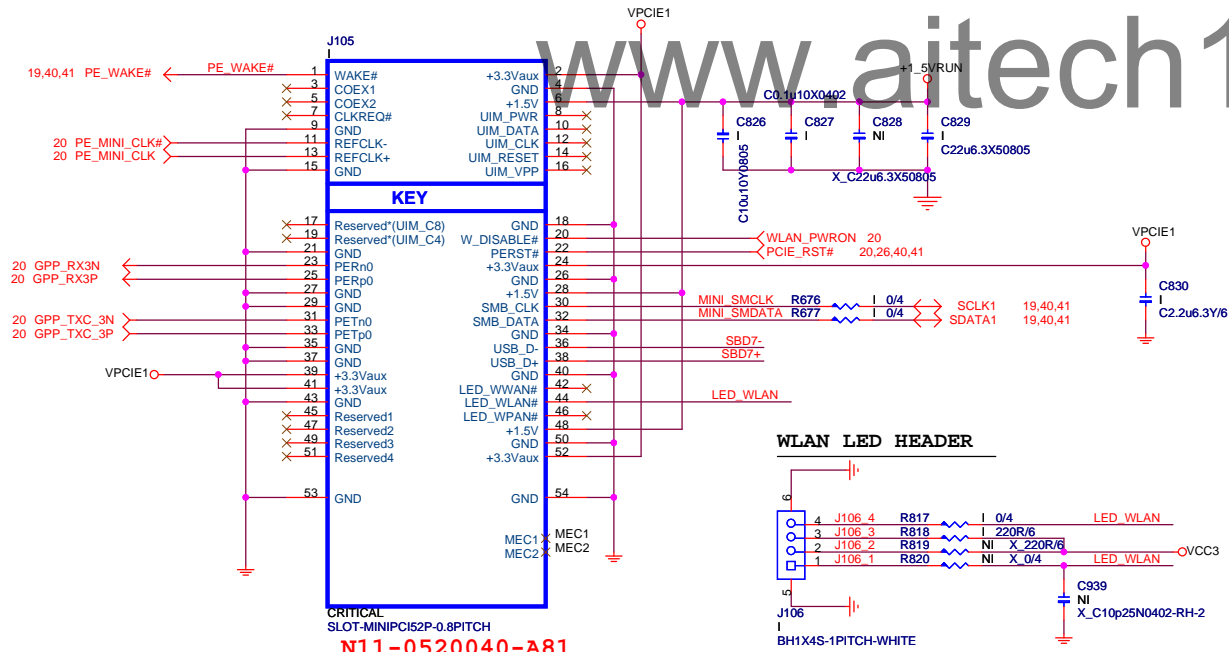 www.aitech1
VPCIE1
J105
19,40,41 PE_WAKE# PE_WAKE# 1 WAKE# +3.3Vaux 2
3 COEX1 GND 4
5 COEX2 +1.5V 6
7 CLKREQ# UIM_PWR 8
9 GND UIM_DATA 10
20 PE_MINI_CLK# 11 REFCLK- UIM_CLK 12
20 PE_MINI_CLK 13 REFCLK+ UIM_RESET 14
15 GND UIM_VPP 16
+1_5VRUN
C0.1u10X0402
C826 C827 C828 C829
I I NI I
C10u10Y0805
C22u6.3X50805
X_C22u6.3X50805
KEY
17 Reserved*(UIM_C8) GND 18
19 Reserved*(UIM_C4) W_DISABLE# 20 WLAN_PWRON 20
21 GND PERST# 22 PCIE_RST# 20,26,40,41
20 GPP_RX3N 23 PERn0 +3.3Vaux 24
20 GPP_RX3P 25 PERp0 GND 26
27 GND +1.5V 28
29 GND SMB_CLK 30 MINI_SMCLK R676 I 0/4 SCLK1 19,40,41
20 GPP_TXC_3N 31 PETn0 SMB_DATA 32 MINI_SMDATA R677 I 0/4 SDATA1 19,40,41
20 GPP_TXC_3P 33 PETp0 GND 34
35 GND USB_D- 36 SBD7-
37 GND USB_D+ 38 SBD7+
VPCIE1 39 +3.3Vaux GND 40
41 +3.3Vaux LED_WWAN# 42
43 GND LED_WLAN# 44 LED_WLAN
45 Reserved1 LED_WPAN# 46
47 Reserved2 +1.5V 48
49 Reserved3 GND 50
51 Reserved4 +3.3Vaux 52
53 GND GND 54
MEC1 MEC1
MEC2 MEC2
VPCIE1
C830
I
C2.2u6.3Y/6
CRITICAL
SLOT-MINIPCI52P-0.8PITCH
N11-0520040-A81
WLAN LED HEADER
6
4 J106_4 R817 I 0/4 LED_WLAN
3 J106_3 R818 I 220R/6
2 J106_2 R819 NI X_220R/6 VCC3
1 J106_1 R820 NI X_0/4 LED_WLAN
5
C939
NI
X_C10p25N0402-RH-2
J106
I
BH1X4S-1PITCH-WHITE